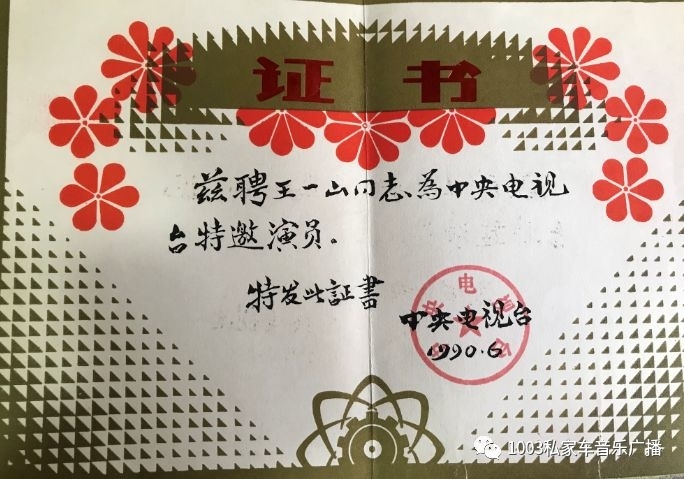 证书
兹聘王一山同志、為中央电视
台特邀演员.
特发此証書
中央电视台
1990.6
1003私家车音乐广播